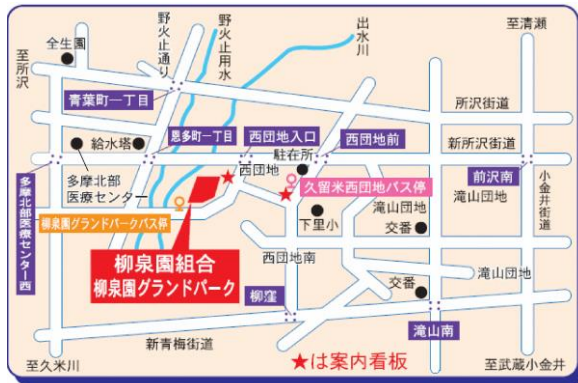 至清瀬
野火止通り
野火止用水
出水川
全生園
至所沢
青葉町一丁目
所沢街道
恩多町一丁目
西団地入口
西団地前
新所沢街道
給水塔
駐在所
西団地
多摩北部
医療センター
久留米西団地バス停
前沢南
小金井街道
滝山団地
多摩北部
医療センター西
柳泉園グランドパークバス停
下里小
滝山団地
交番
柳泉園組合
柳泉園グランドパーク
西団地南
滝山団地
交番
柳窪
滝山南
新青梅街道
★は案内看板
至久米川
至武蔵小金井